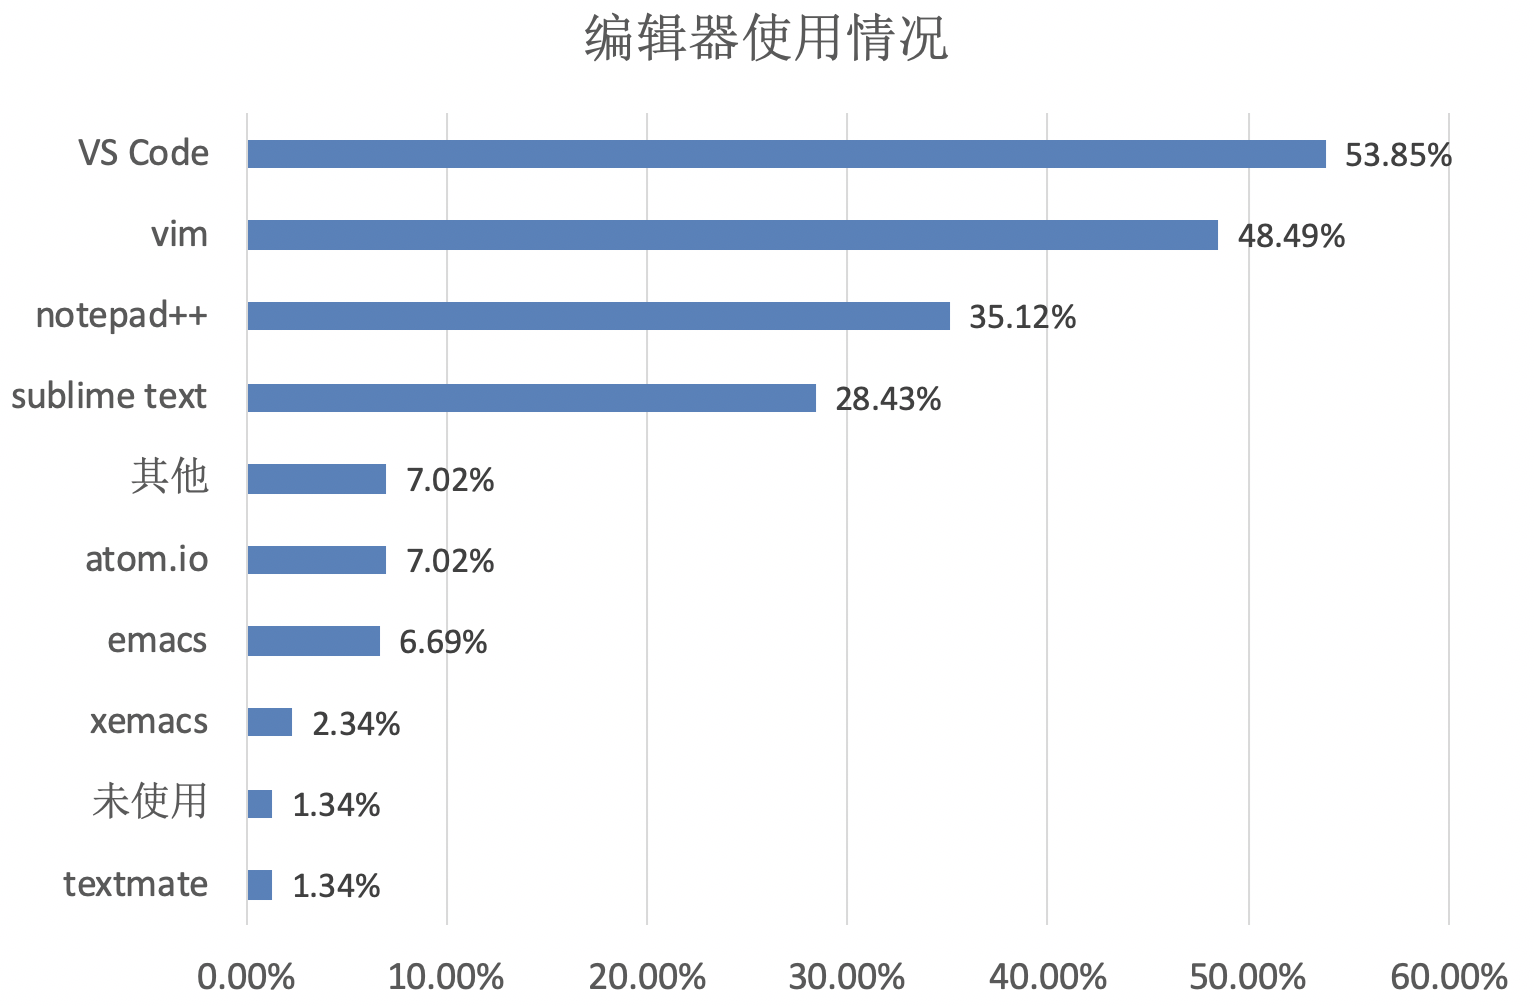 编辑器使用情况
VS Code 53.85%
vim 48.49%
notepad++ 35.12%
sublime text 28.43%
其他 7.02%
atom.io 7.02%
emacs 6.69%
xemacs 2.34%
未使用 1.34%
textmate 1.34%
0.00% 10.00% 20.00% 30.00% 40.00% 50.00% 60.00%